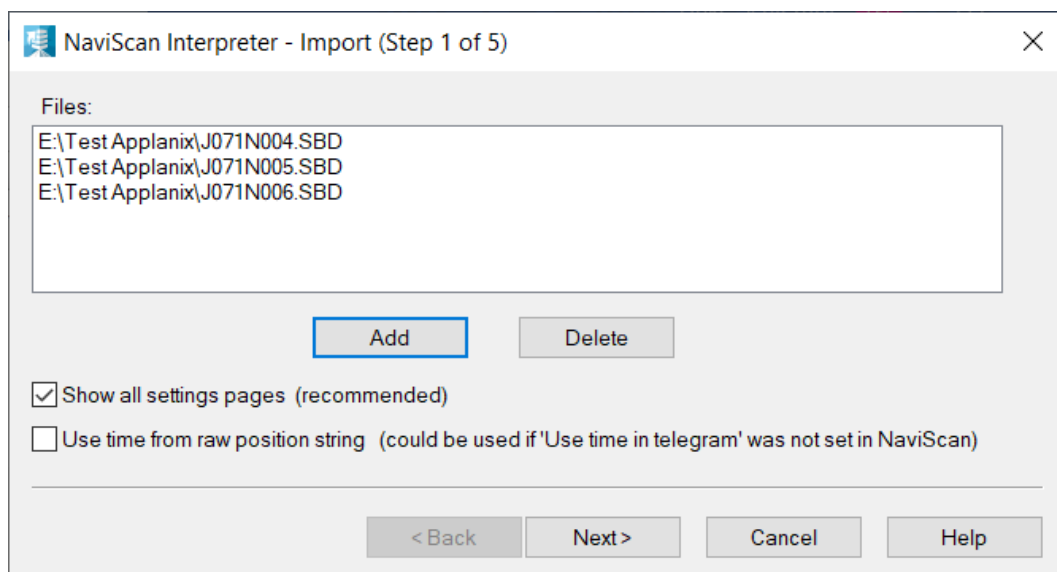 NaviScan Interpreter - Import (Step 1 of 5)
Files:
E:\Test Applanix\J071N004.SBD
E:\Test Applanix\J071N005.SBD
E:\Test Applanix\J071N006.SBD
Add Delete
Show all settings pages (recommended)
Use time from raw position string (could be used if 'Use time in telegram' was not set in NaviScan)
< Back Next > Cancel Help